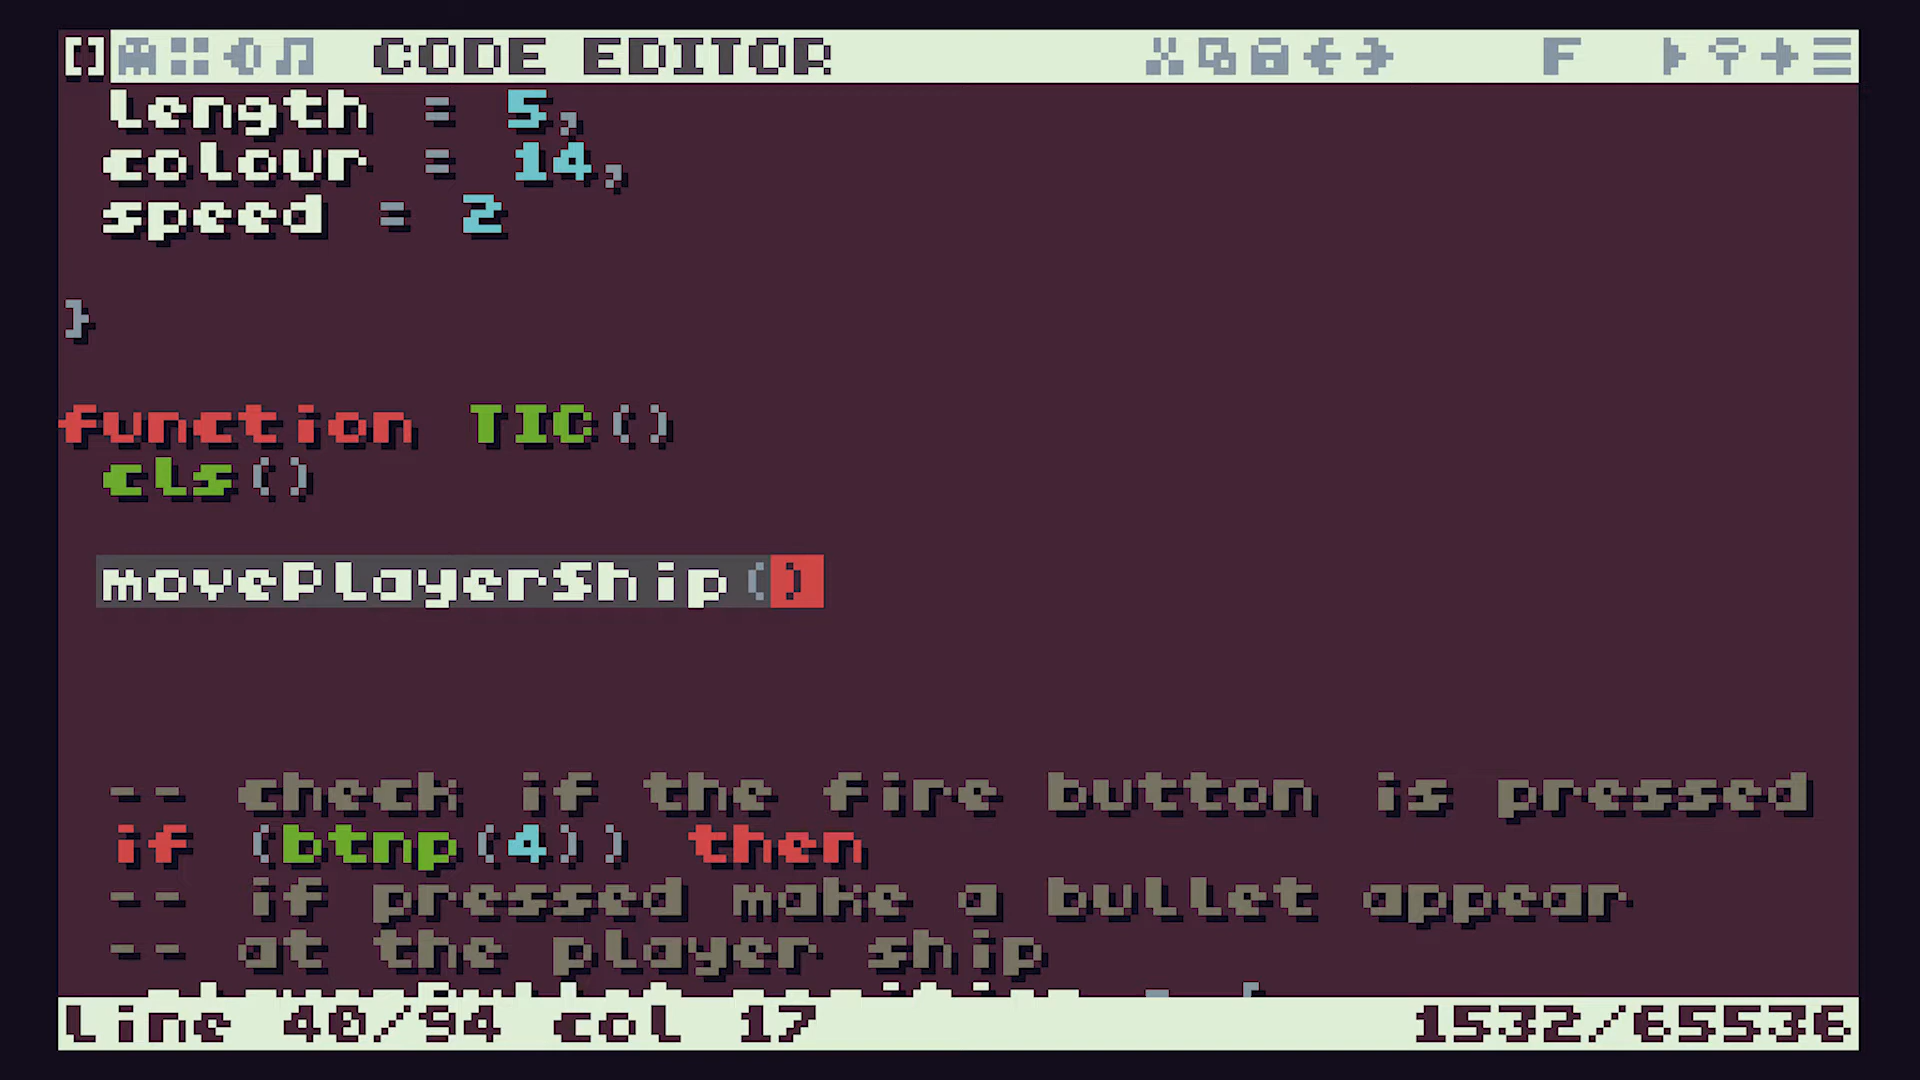 CODE EDITOR F
length = 5,
colour = 14,
speed = 2
}
function TIC()
cls()
movePlayerShip()
-- check if the fire button is pressed
if (btnp(4)) then
-- if pressed make a bullet appear
-- at the player ship
line 40/94 col 17 1532/65536